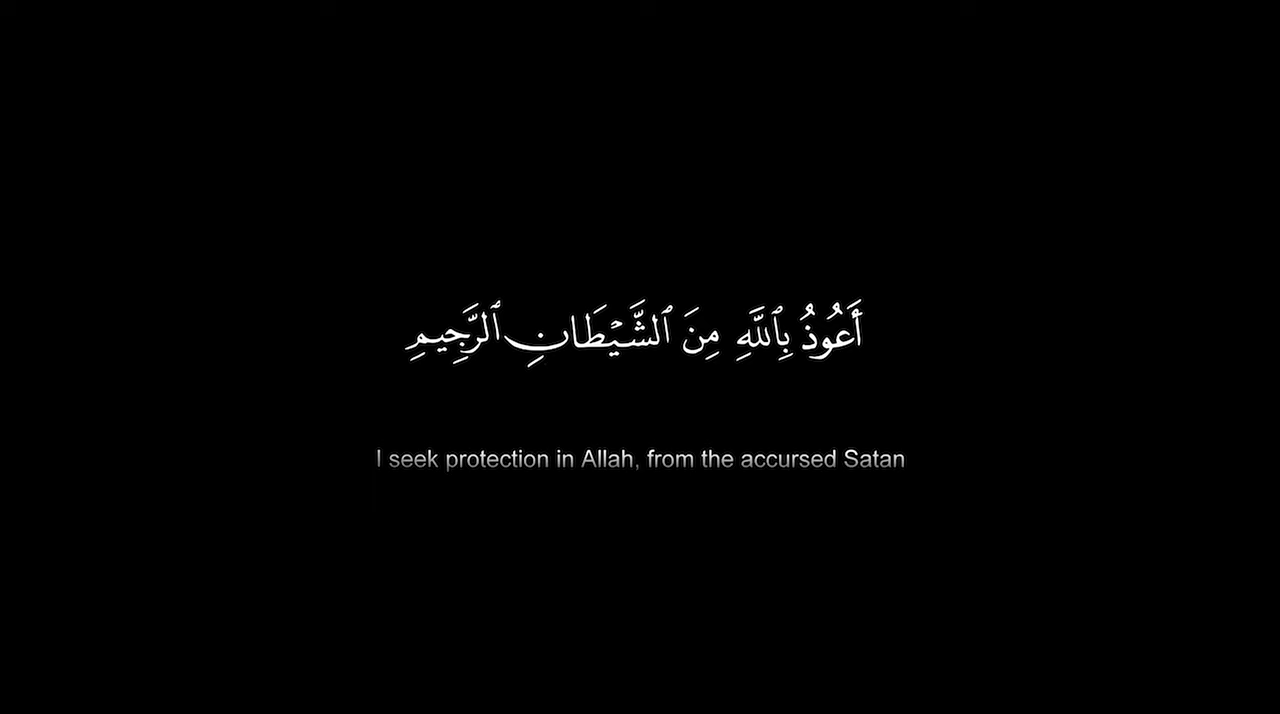 أَعُوذُ بِٱللَّهِ مِنَ ٱلشَّيْطَانِ ٱلرَّجِيمِ
I seek protection in Allah, from the accursed Satan